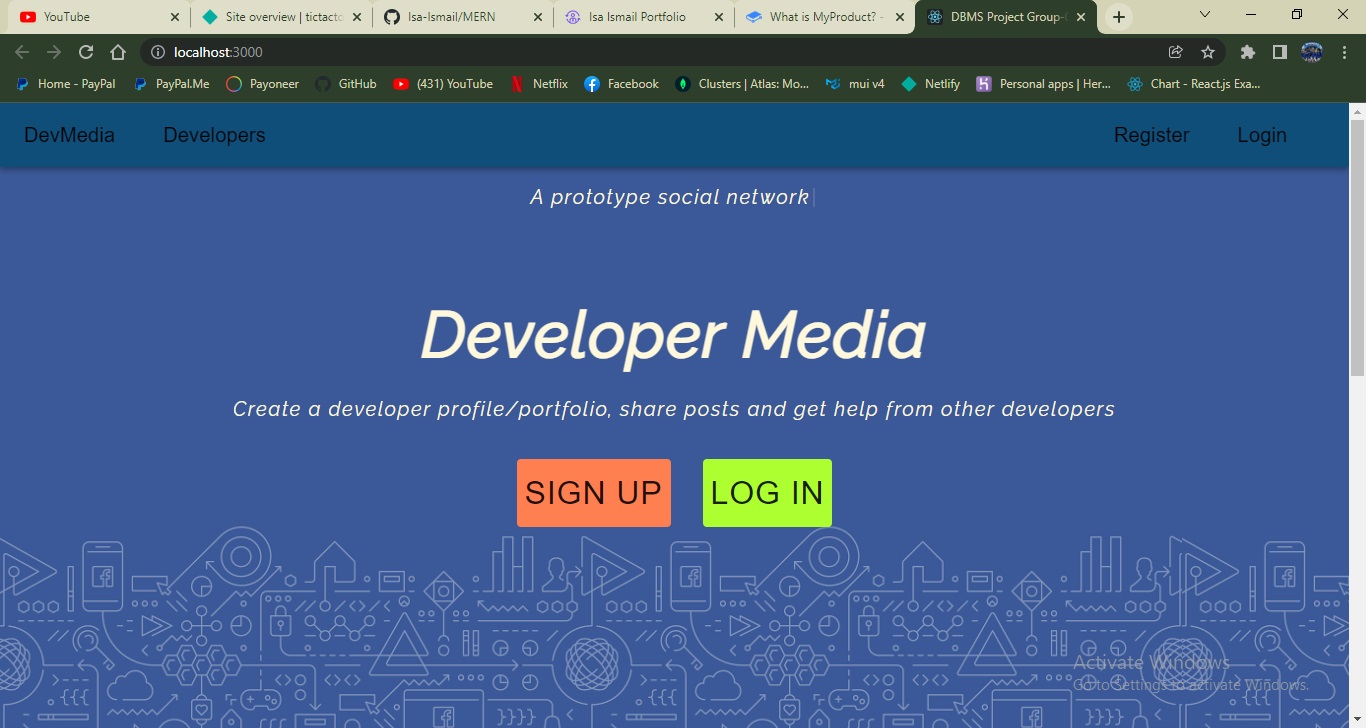 YouTube
Site overview | tictacto
Isa-Ismail/MERN
Isa Ismail Portfolio
What is MyProduct? -
DBMS Project Group-
localhost:3000
Home - PayPal
PayPal.Me
Payoneer
GitHub
(431) YouTube
Netflix
Facebook
Clusters | Atlas: Mo...
mui v4
Netlify
Personal apps | Her...
Chart - React.js Exa...
DevMedia
Developers
Register
Login
A prototype social network
Developer Media
Create a developer profile/portfolio, share posts and get help from other developers
SIGN UP
LOG IN
Activate Windows
Go to Settings to activate Windows.